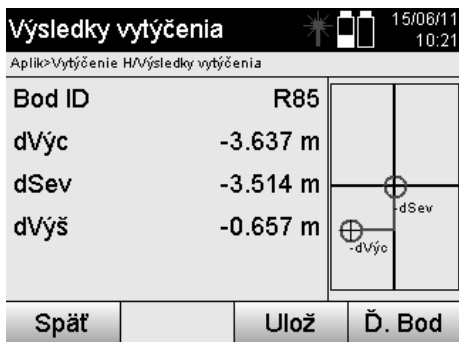 Výsledky vytýčenia
15/06/11
10:21
Aplik>Vytýčenie H/Výsledky vytýčenia
Bod ID R85
dVýc -3.637 m
dSev -3.514 m
dVýš -0.657 m
-dSev
-dVýc
Späť Ulož Ď. Bod